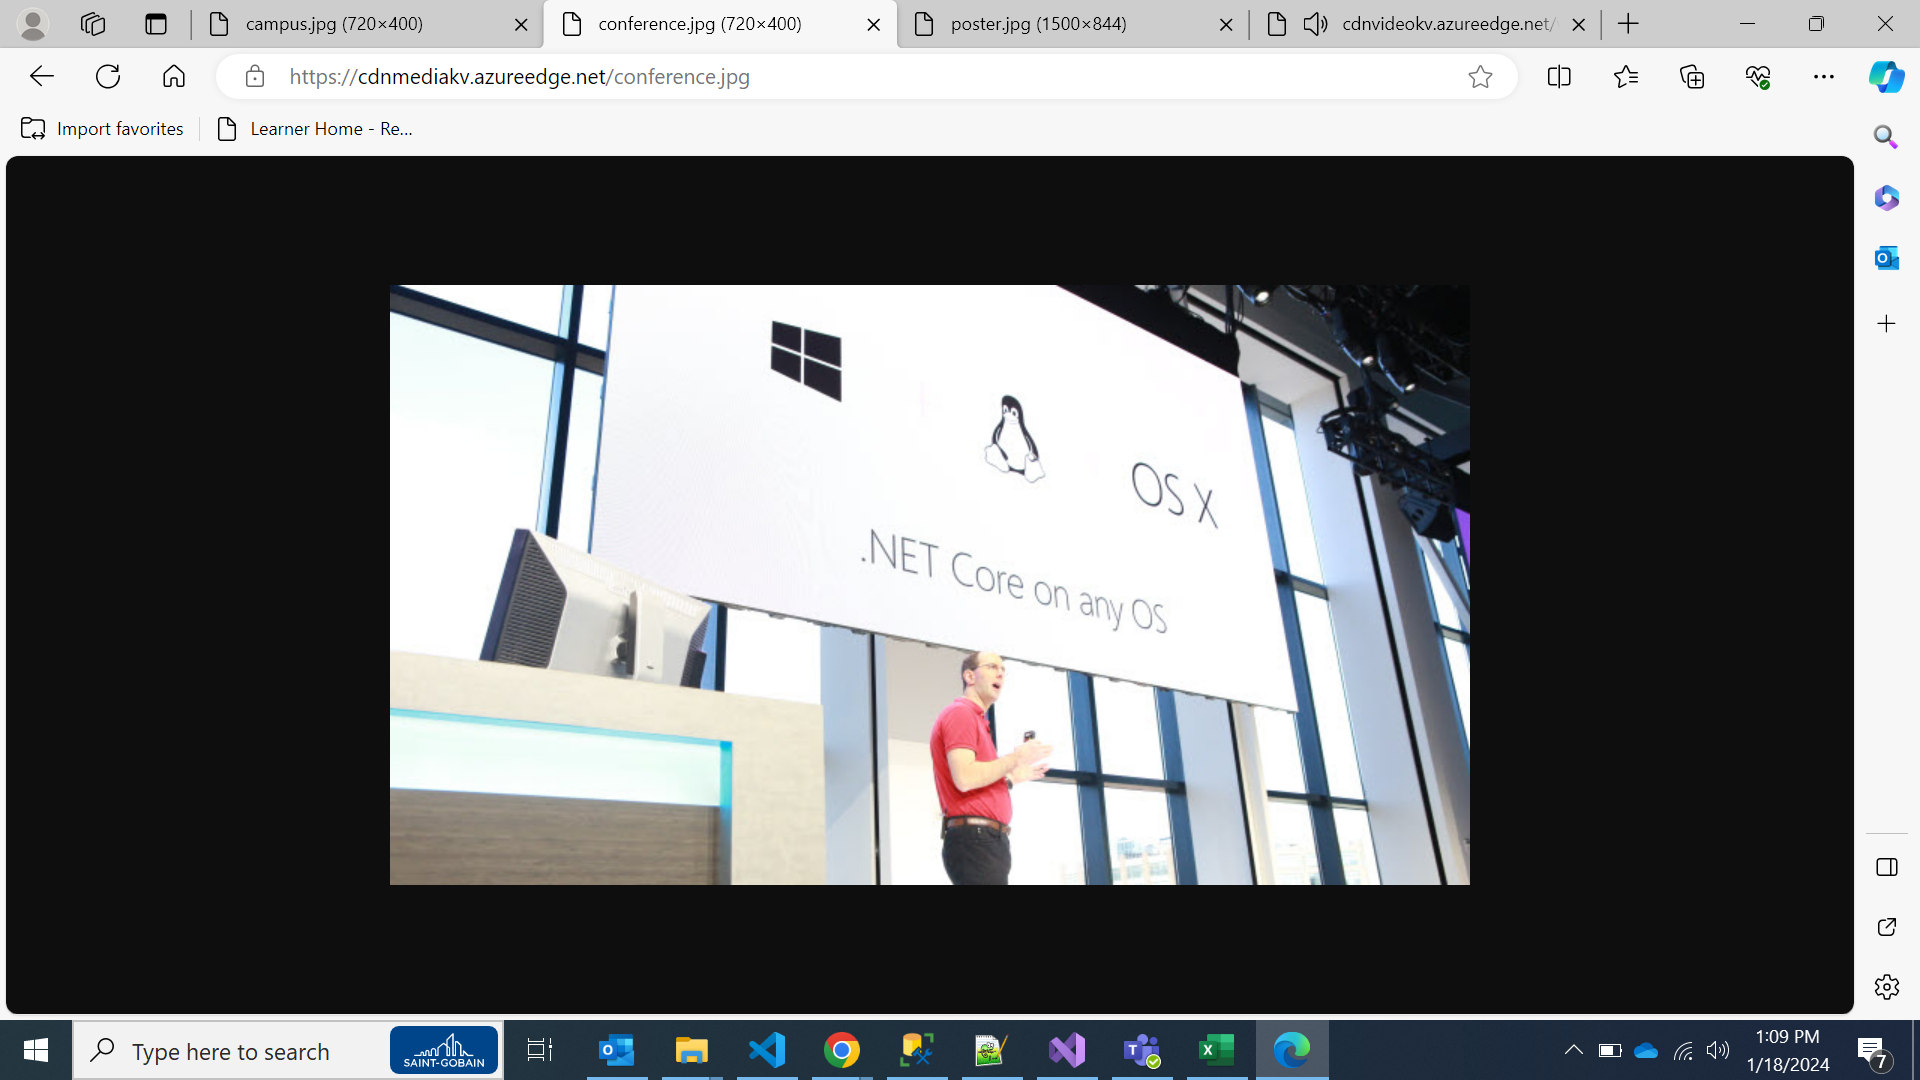 campus.jpg (720×400)
conference.jpg (720×400)
poster.jpg (1500×844)
cdnvideokv.azureedge.net/
https://cdnmediakv.azureedge.net/conference.jpg
Import favorites
Learner Home - Re...
OS X
.NET Core on any OS
Type here to search
SAINT-GOBAIN
1:09 PM
1/18/2024
7